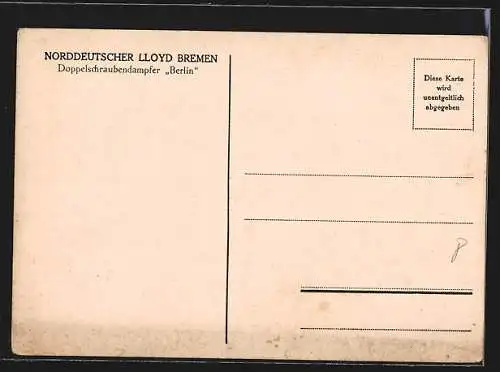 NORDDEUTSCHER LLOYD BREMEN
Doppelschraubendampfer „Berlin“
Diese Karte
wird
unentgeltlich
abgegeben